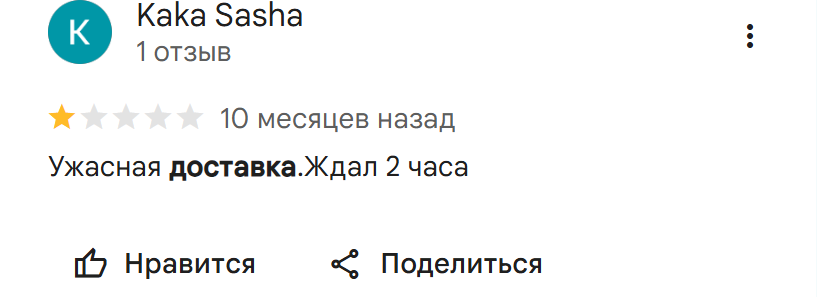 Kaka Sasha
K
1 отзыв
10 месяцев назад
Ужасная доставка.Ждал 2 часа
Нравится
Поделиться